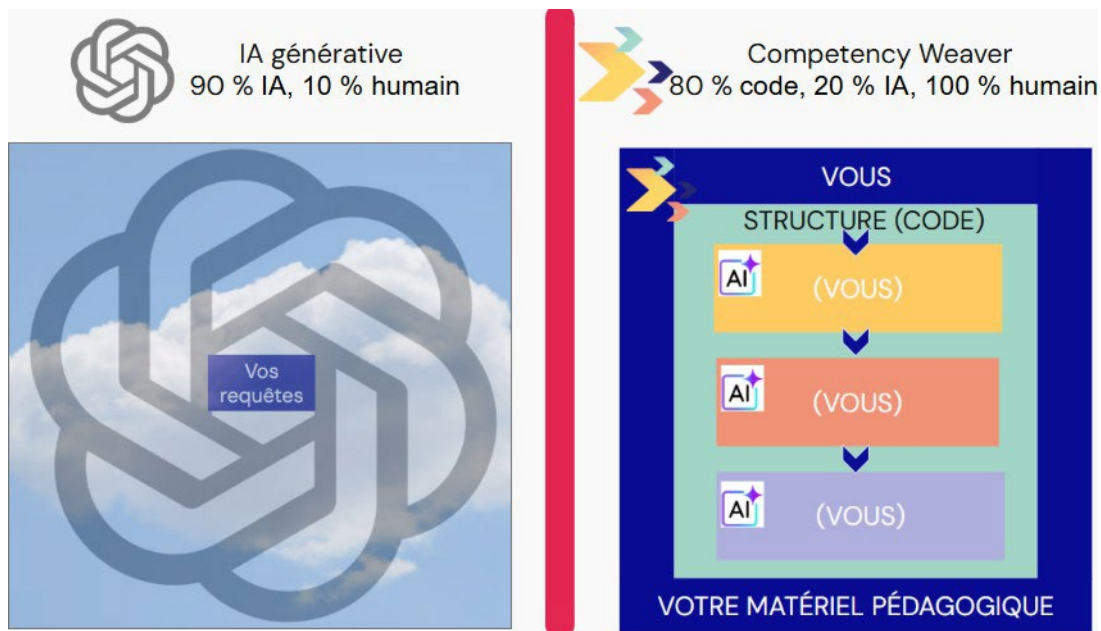 IA générative
90 % IA, 10 % humain
Vos
requêtes
Competency Weaver
80 % code, 20 % IA, 100 % humain
VOUS
STRUCTURE (CODE)
AI
(VOUS)
AI
(VOUS)
AI
(VOUS)
VOTRE MATÉRIEL PÉDAGOGIQUE